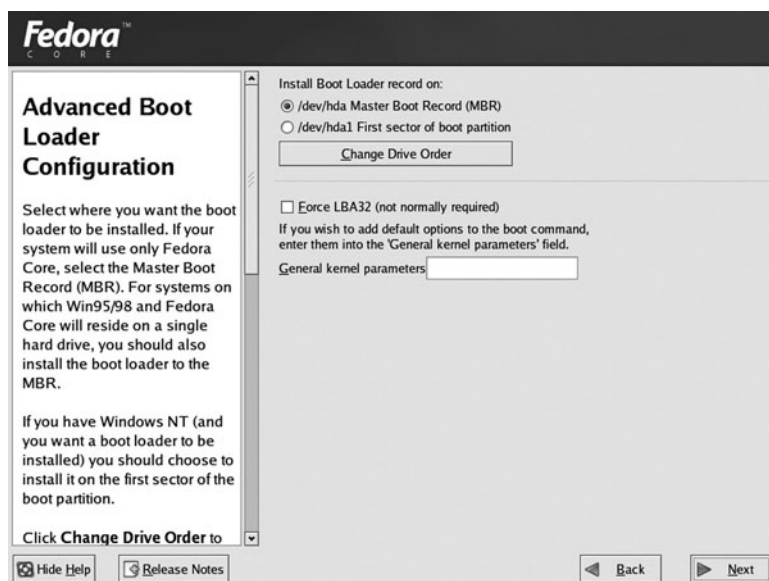 Fedora™
CORE
Advanced Boot
Loader
Configuration
Select where you want the boot
loader to be installed. If your
system will use only Fedora
Core, select the Master Boot
Record (MBR). For systems on
which Win95/98 and Fedora
Core will reside on a single
hard drive, you should also
install the boot loader to the
MBR.
If you have Windows NT (and
you want a boot loader to be
installed) you should choose to
install it on the first sector of the
boot partition.
Click Change Drive Order to
Install Boot Loader record on:
/dev/hda Master Boot Record (MBR)
/dev/hda1 First sector of boot partition
Change Drive Order
Force LBA32 (not normally required)
If you wish to add default options to the boot command,
enter them into the 'General kernel parameters' field.
General kernel parameters
Hide Help
Release Notes
Back
Next